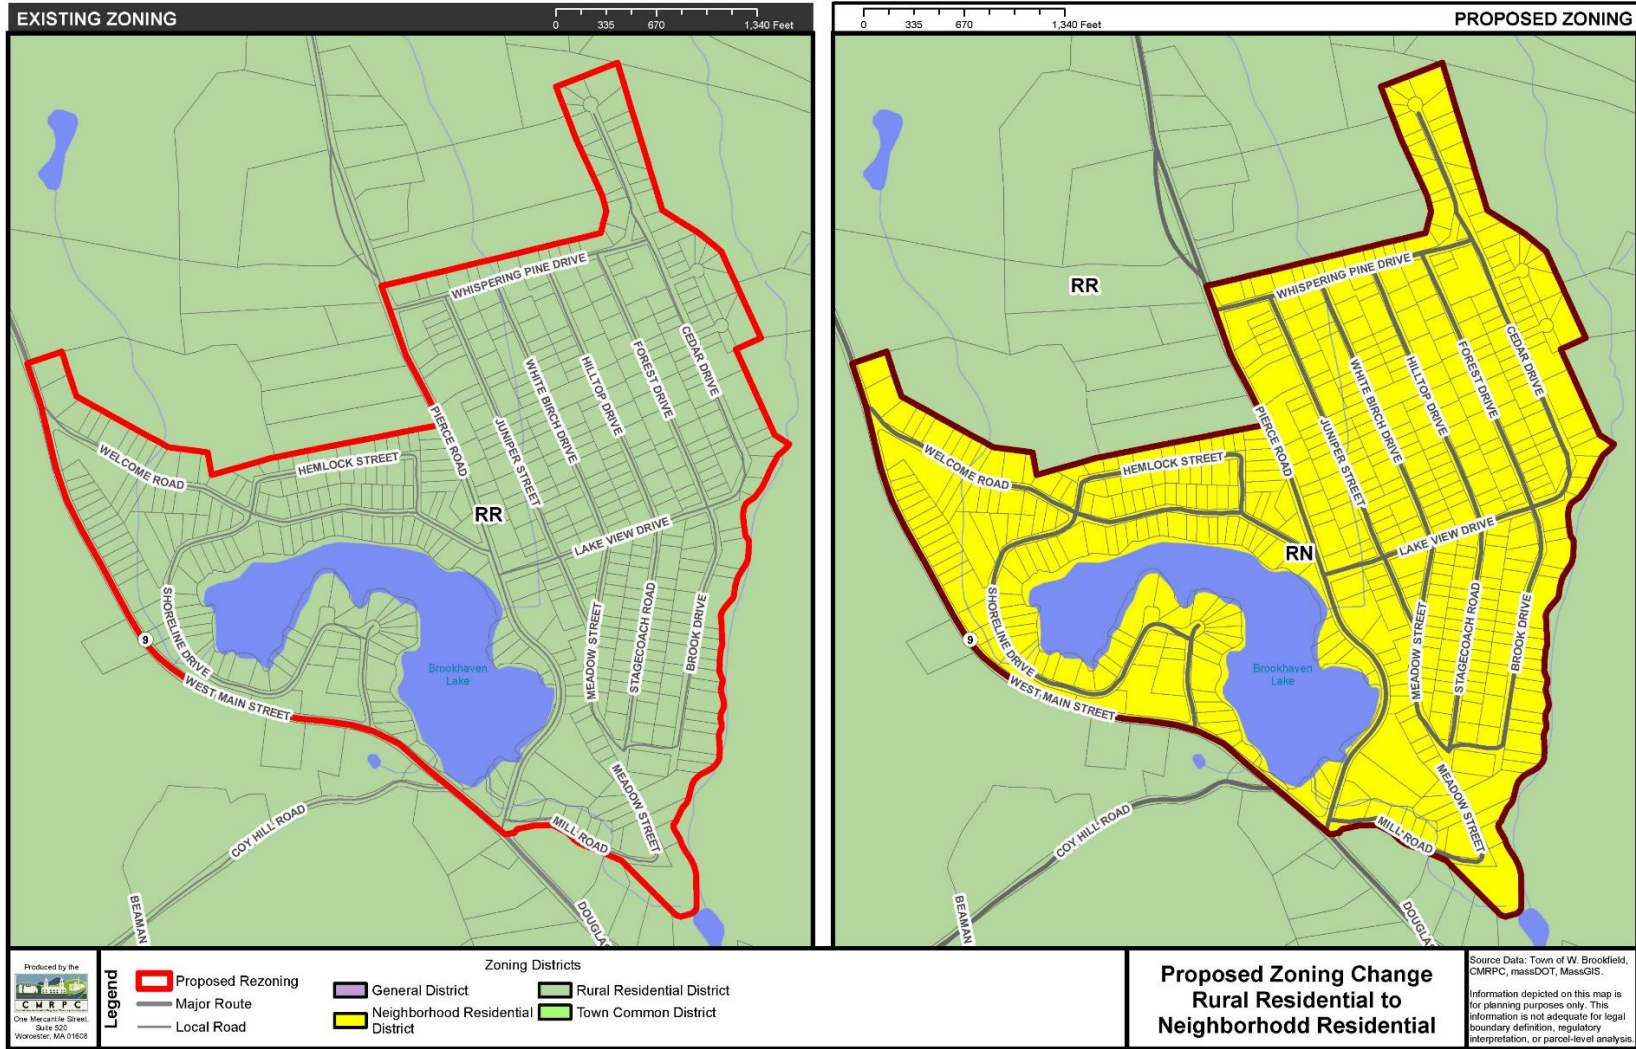 EXISTING ZONING
0 335 670 1,340 Feet
WHISPERING PINE DRIVE
CEDAR DRIVE
FOREST DRIVE
HILLTOP DRIVE
WHITE BIRCH DRIVE
JUNIPER STREET
PIERCE ROAD
HEMLOCK STREET
WELCOME ROAD
RR
LAKE VIEW DRIVE
SHORELINE DRIVE
MEADOW STREET
STAGECOACH ROAD
BROOK DRIVE
9
Brookhaven
Lake
WEST MAIN STREET
MEADOW STREET
MILL ROAD
COY HILL ROAD
BEAMAN
DOUGLAS
0 335 670 1,340 Feet
PROPOSED ZONING
RR
WHISPERING PINE DRIVE
CEDAR DRIVE
FOREST DRIVE
HILLTOP DRIVE
WHITE BIRCH DRIVE
JUNIPER STREET
PIERCE ROAD
HEMLOCK STREET
WELCOME ROAD
RN
LAKE VIEW DRIVE
SHORELINE DRIVE
MEADOW STREET
STAGECOACH ROAD
BROOK DRIVE
9
Brookhaven
Lake
WEST MAIN STREET
MEADOW STREET
MILL ROAD
COY HILL ROAD
BEAMAN
DOUGLAS
Produced by the
CMRPC
One Mercantile Street,
Suite 520
Worcester, MA 01608
Legend
Proposed Rezoning
Major Route
Local Road
Zoning Districts
General District
Neighborhood Residential
District
Rural Residential District
Town Common District
Proposed Zoning Change
Rural Residential to
Neighborhodd Residential
Source Data: Town of W. Brookfield,
CMRPC, massDOT, MassGIS.
Information depicted on this map is
for planning purposes only. This
information is not adequate for legal
boundary definition, regulatory
interpretation, or parcel-level analysis.